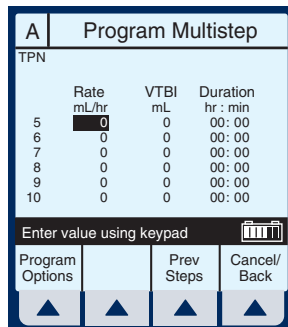 A Program Multistep
TPN
Rate VTBI Duration
mL/hr mL hr : min
5 0 0 00: 00
6 0 0 00: 00
7 0 0 00: 00
8 0 0 00: 00
9 0 0 00: 00
10 0 0 00: 00
Enter value using keypad
Program Prev Cancel/
Options Steps Back